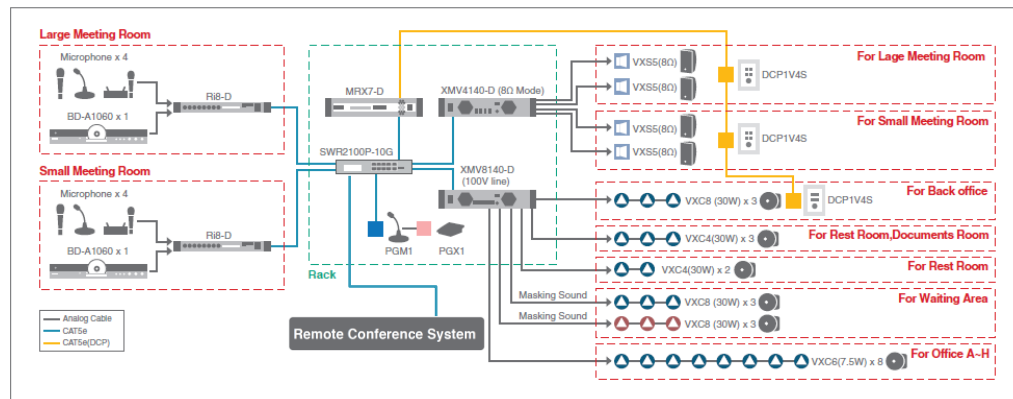 Large Meeting Room
Microphone x 4
BD-A1060 x 1
Ri8-D
Small Meeting Room
Microphone x 4
BD-A1060 x 1
Ri8-D
Analog Cable
CAT5e
CAT5e(DCP)
MRX7-D
XMV4140-D (8Ω Mode)
SWR2100P-10G
XMV8140-D
(100V line)
PGM1
PGX1
Rack
Remote Conference System
For Lage Meeting Room
VXS5(8Ω)
VXS5(8Ω)
DCP1V4S
For Small Meeting Room
VXS5(8Ω)
VXS5(8Ω)
DCP1V4S
For Back office
VXC8 (30W) x 3
DCP1V4S
For Rest Room,Documents Room
VXC4(30W) x 3
For Rest Room
VXC4(30W) x 2
For Waiting Area
Masking Sound
VXC8 (30W) x 3
Masking Sound
VXC8 (30W) x 3
For Office A~H
VXC6(7.5W) x 8